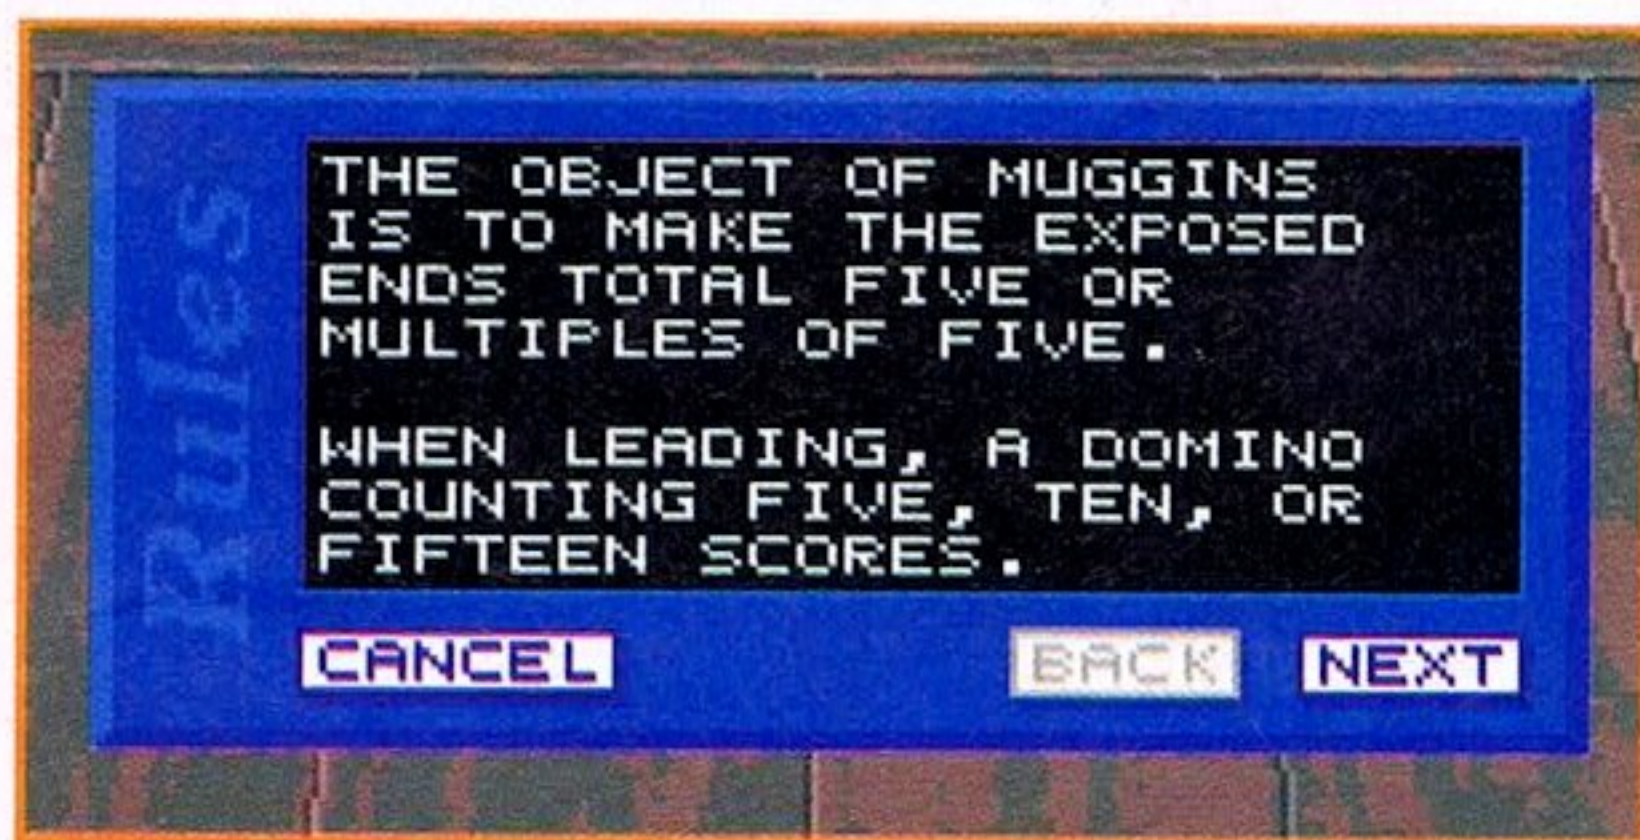 Rules
THE OBJECT OF MUGGINS
IS TO MAKE THE EXPOSED
ENDS TOTAL FIVE OR
MULTIPLES OF FIVE.
WHEN LEADING, A DOMINO
COUNTING FIVE, TEN, OR
FIFTEEN SCORES.
CANCEL
BACK
NEXT